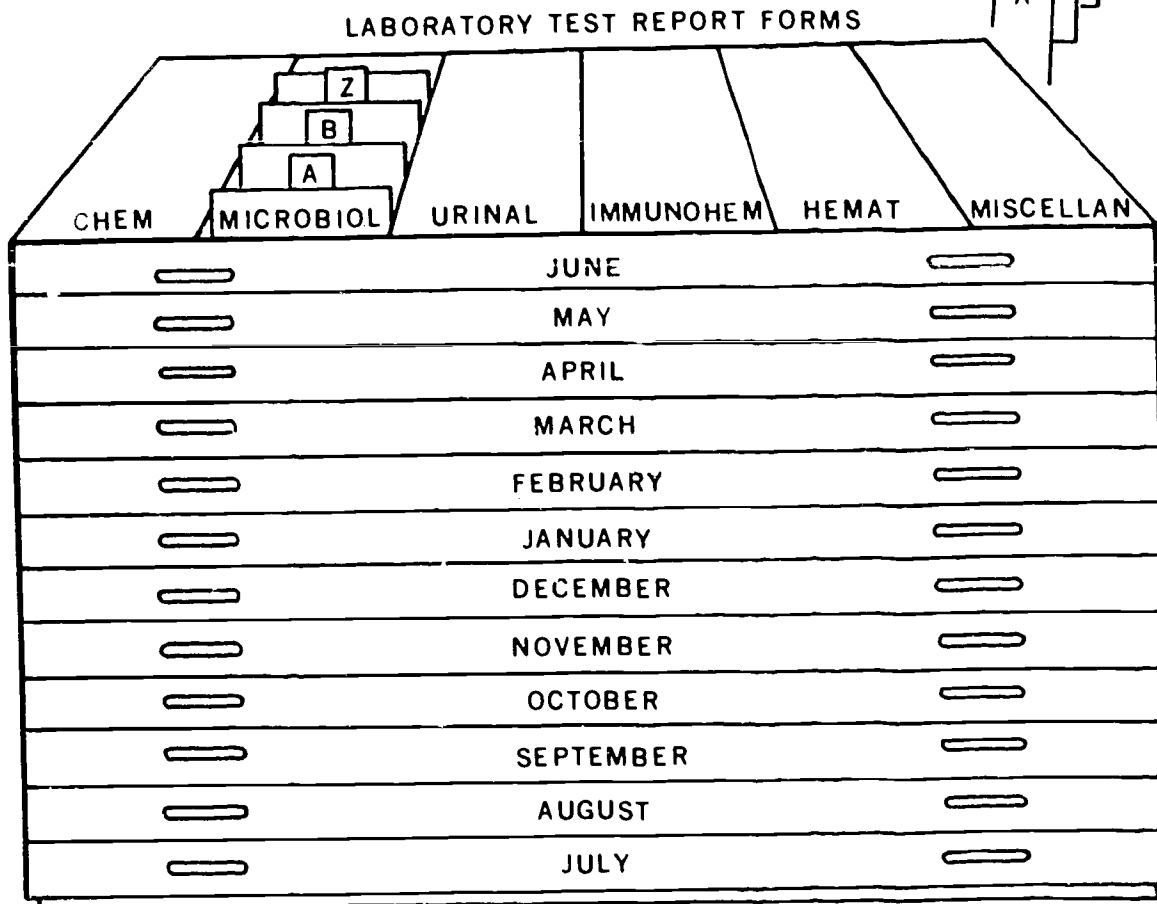 LABORATORY TEST REPORT FORMS
A
Z
B
A
CHEM MICROBIOL URINAL IMMUNOHEM HEMAT MISCELLAN
JUNE
MAY
APRIL
MARCH
FEBRUARY
JANUARY
DECEMBER
NOVEMBER
OCTOBER
SEPTEMBER
AUGUST
JULY